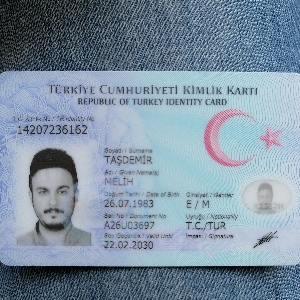 TÜRKİYE CUMHURİYETİ KİMLİK KARTI
REPUBLIC OF TURKEY IDENTITY CARD
T.C. Kimlik No / TR Identity No
14207236162
Soyadı / Surname
TAŞDEMİR
Adı / Given Name(s)
MELİH
Doğum Tarihi / Date of Birth Cinsiyet / Gender
26.07.1983 E / M
Seri No / Document No Uyruğu / Nationality
A26U03697 T.C./TUR
Son Geçerlilik / Valid Until İmzası / Signature
22.02.2030